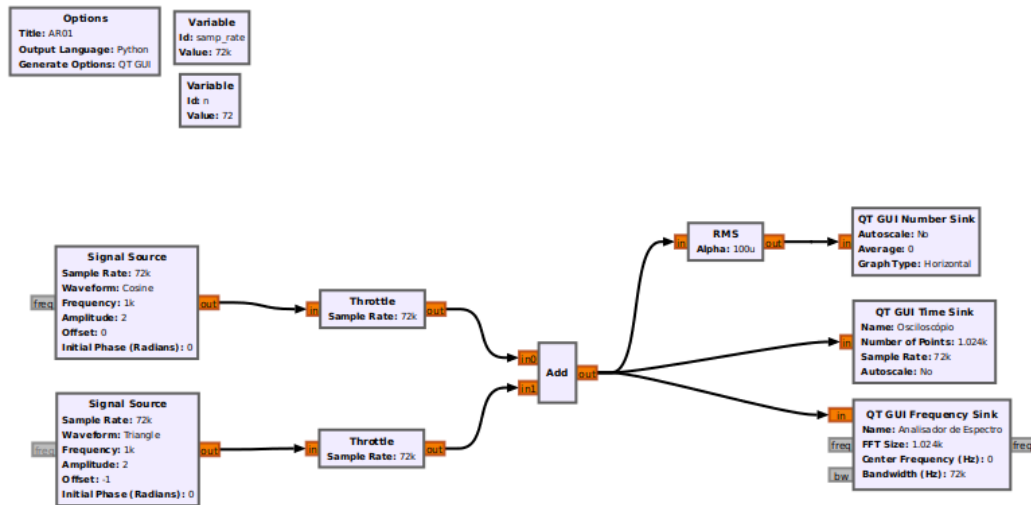 Options
Title: AR01
Output Language: Python
Generate Options: QT GUI
Variable
Id: samp_rate
Value: 72k
Variable
Id: n
Value: 72
Signal Source
Sample Rate: 72k
Waveform: Cosine
Frequency: 1k
Amplitude: 2
Offset: 0
Initial Phase (Radians): 0
freq
out
in
Throttle
Sample Rate: 72k
out
Signal Source
Sample Rate: 72k
Waveform: Triangle
Frequency: 1k
Amplitude: 2
Offset: -1
Initial Phase (Radians): 0
freq
out
in
Throttle
Sample Rate: 72k
out
in0
in1
Add
out
in
RMS
Alpha: 100u
out
in
QT GUI Number Sink
Autoscale: No
Average: 0
Graph Type: Horizontal
in
QT GUI Time Sink
Name: Osciloscópio
Number of Points: 1.024k
Sample Rate: 72k
Autoscale: No
in
freq
bw
QT GUI Frequency Sink
Name: Analisador de Espectro
FFT Size: 1.024k
Center Frequency (Hz): 0
Bandwidth (Hz): 72k
freq